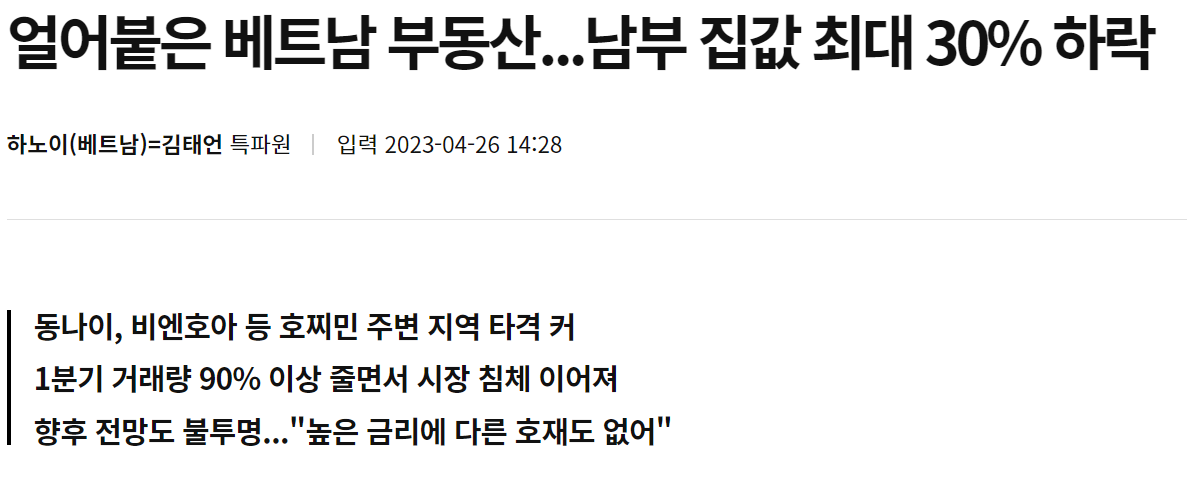 얼어붙은 베트남 부동산...남부 집값 최대 30% 하락
하노이(베트남)=김태언 특파원 | 입력 2023-04-26 14:28
동나이, 비엔호아 등 호찌민 주변 지역 타격 커
1분기 거래량 90% 이상 줄면서 시장 침체 이어져
향후 전망도 불투명..."높은 금리에 다른 호재도 없어"